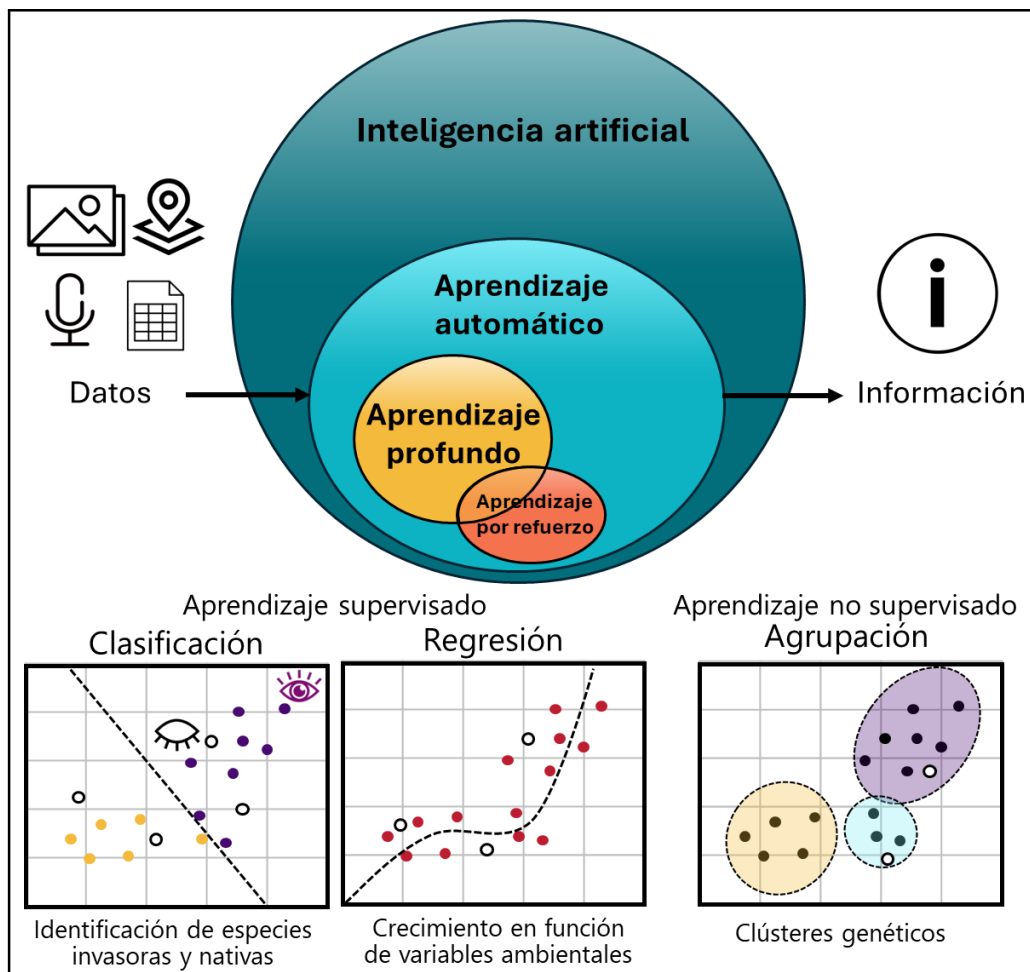 Inteligencia artificial
Aprendizaje
automático
Datos
Información
Aprendizaje
profundo
Aprendizaje
por refuerzo
Aprendizaje supervisado
Aprendizaje no supervisado
Clasificación
Regresión
Agrupación
Identificación de especies
invasoras y nativas
Crecimiento en función
de variables ambientales
Clústeres genéticos